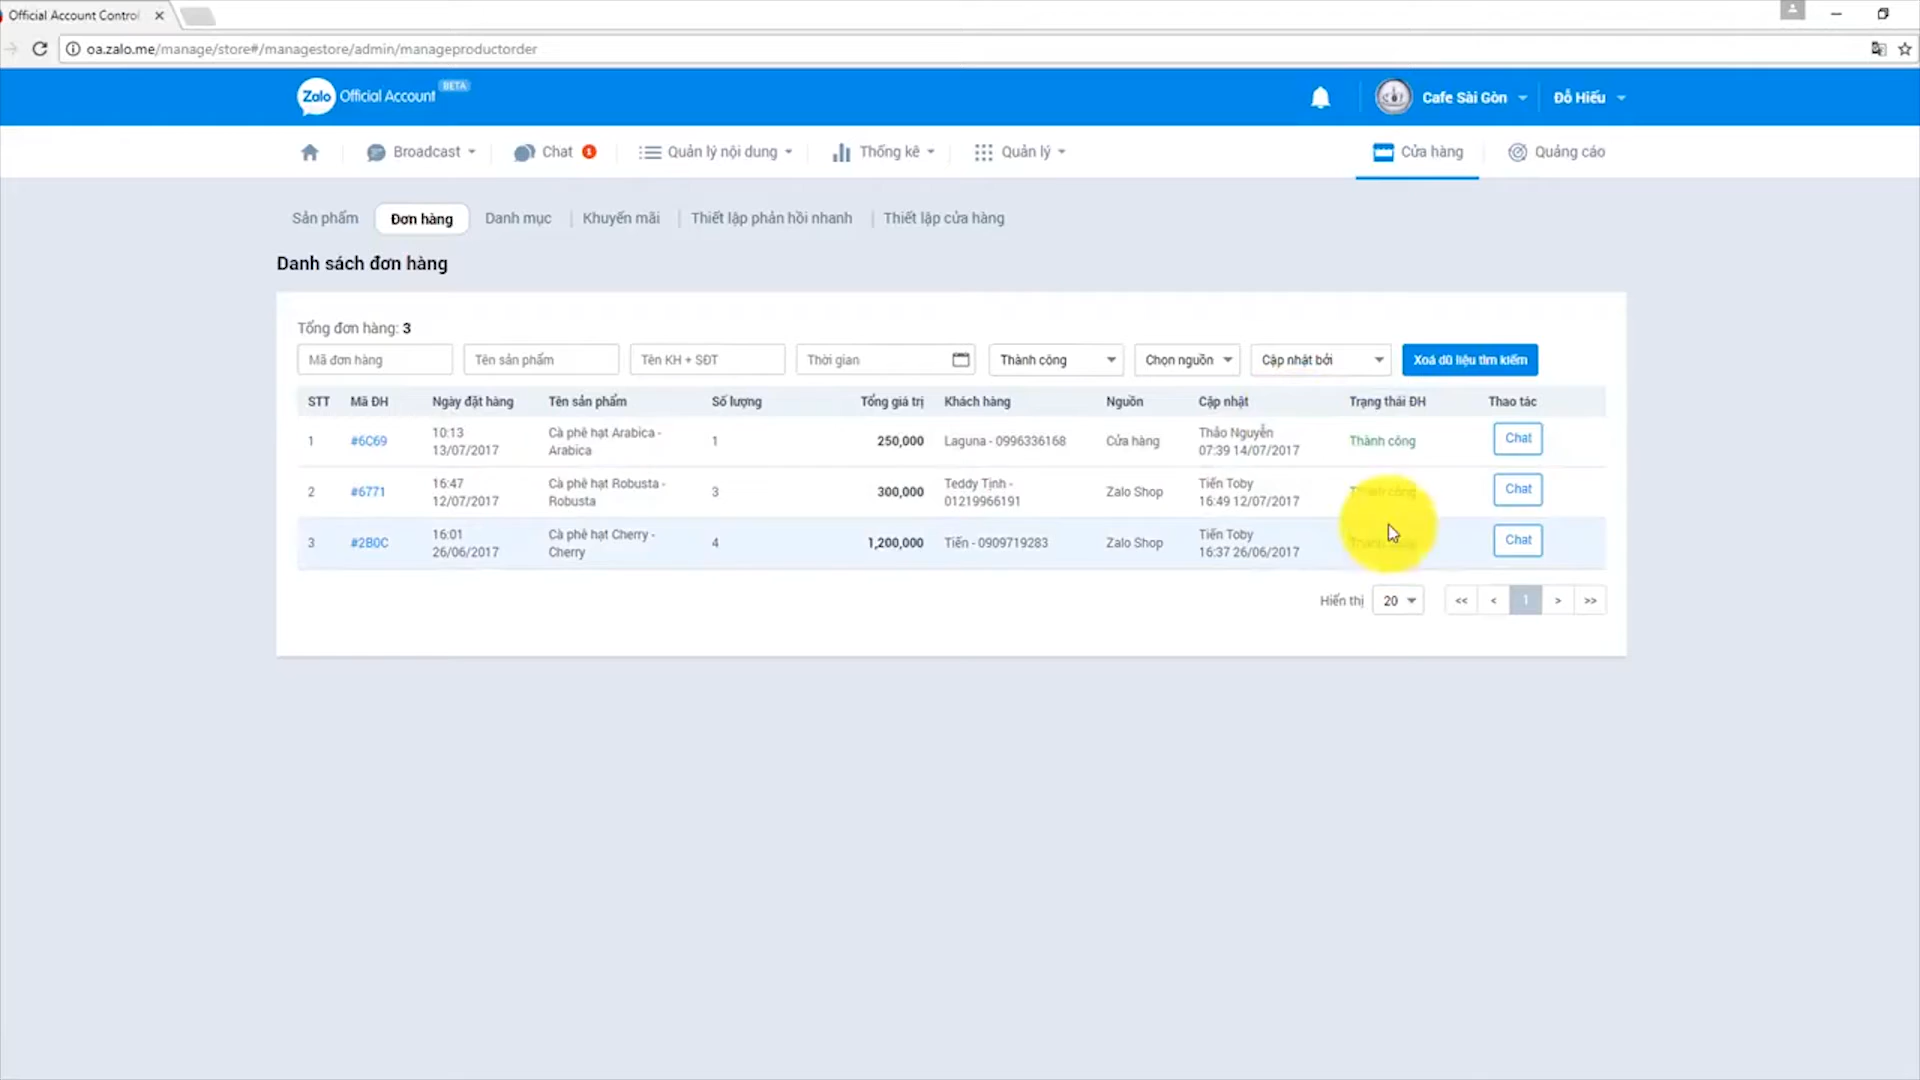 Official Account Contro
oa.zalo.me/manage/store#/managestore/admin/manageproductorder
Zalo Official Account BETA
Cafe Sài Gòn
Đỗ Hiếu
Broadcast
Chat 1
Quản lý nội dung
Thống kê
Quản lý
Cửa hàng
Quảng cáo
Sản phẩm
Đơn hàng
Danh mục
Khuyến mãi
Thiết lập phản hồi nhanh
Thiết lập cửa hàng
Danh sách đơn hàng
Tổng đơn hàng: 3
Mã đơn hàng
Tên sản phẩm
Tên KH + SĐT
Thời gian
Thành công
Chọn nguồn
Cập nhật bởi
Xoá dữ liệu tìm kiếm
STT Mã ĐH Ngày đặt hàng Tên sản phẩm Số lượng Tổng giá trị Khách hàng Nguồn Cập nhật Trạng thái ĐH Thao tác
1 #6C69 10:13 13/07/2017 Cà phê hạt Arabica - Arabica 1 250,000 Laguna - 0996336168 Cửa hàng Thảo Nguyễn 07:39 14/07/2017 Thành công Chat
2 #6771 16:47 12/07/2017 Cà phê hạt Robusta - Robusta 3 300,000 Teddy Tịnh - 01219966191 Zalo Shop Tiến Toby 16:49 12/07/2017 Thành công Chat
3 #2B0C 16:01 26/06/2017 Cà phê hạt Cherry - Cherry 4 1,200,000 Tiến - 0909719283 Zalo Shop Tiến Toby 16:37 26/06/2017 Chat
Hiển thị 20 << < 1 > >>